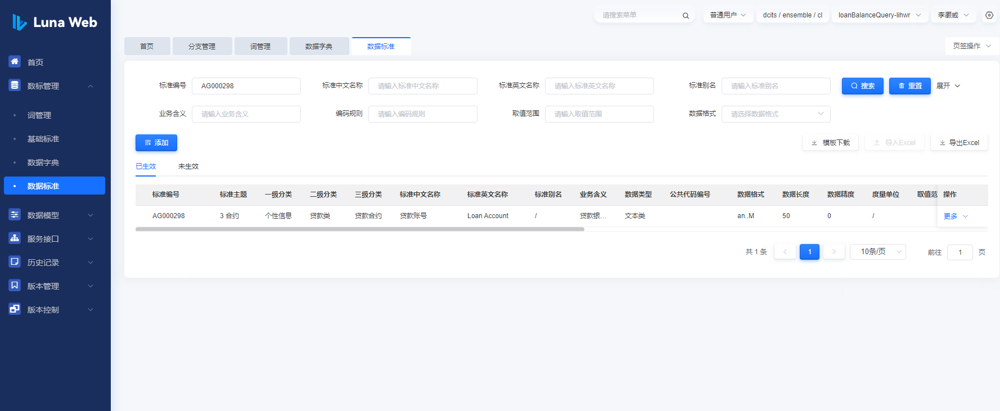 Luna Web
请搜索菜单
普通用户
dcits / ensemble / cl
loanBalanceQuery-lihwr
李灏威
首页
分支管理
词管理
数据字典
数据标准
页签操作
首页
数标管理
词管理
基础标准
数据字典
数据标准
数据模型
服务接口
历史记录
版本管理
版本控制
标准编号 AG000298
标准中文名称 请输入标准中文名称
标准英文名称 请输入标准英文名称
标准别名 请输入标准别名
搜索
重置
展开
业务含义 请输入业务含义
编码规则 请输入编码规则
取值范围 请输入取值范围
数据格式 请选择数据格式
添加
模板下载
导入Excel
导出Excel
已生效
未生效
标准编号 标准主题 一级分类 二级分类 三级分类 标准中文名称 标准英文名称 标准别名 业务含义 数据类型 公共代码编号 数据格式 数据长度 数据精度 度量单位 取值范 操作
AG000298 3 合约 个性信息 贷款类 贷款合约 贷款账号 Loan Account / 贷款银... 文本类 an..M 50 0 / 更多
共 1 条
1
10条/页
前往 1 页